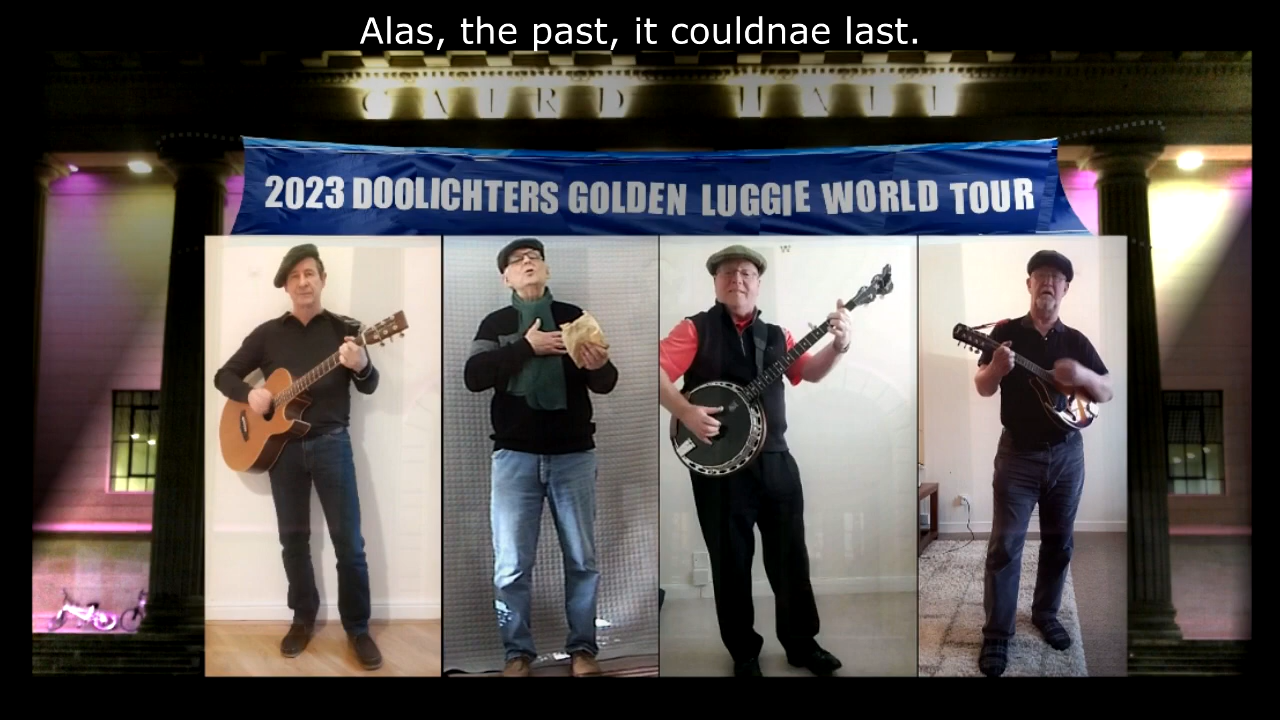 Alas, the past, it couldnae last.
CAIRD HALL
2023 DOOLICHTERS GOLDEN LUGGIE WORLD TOUR